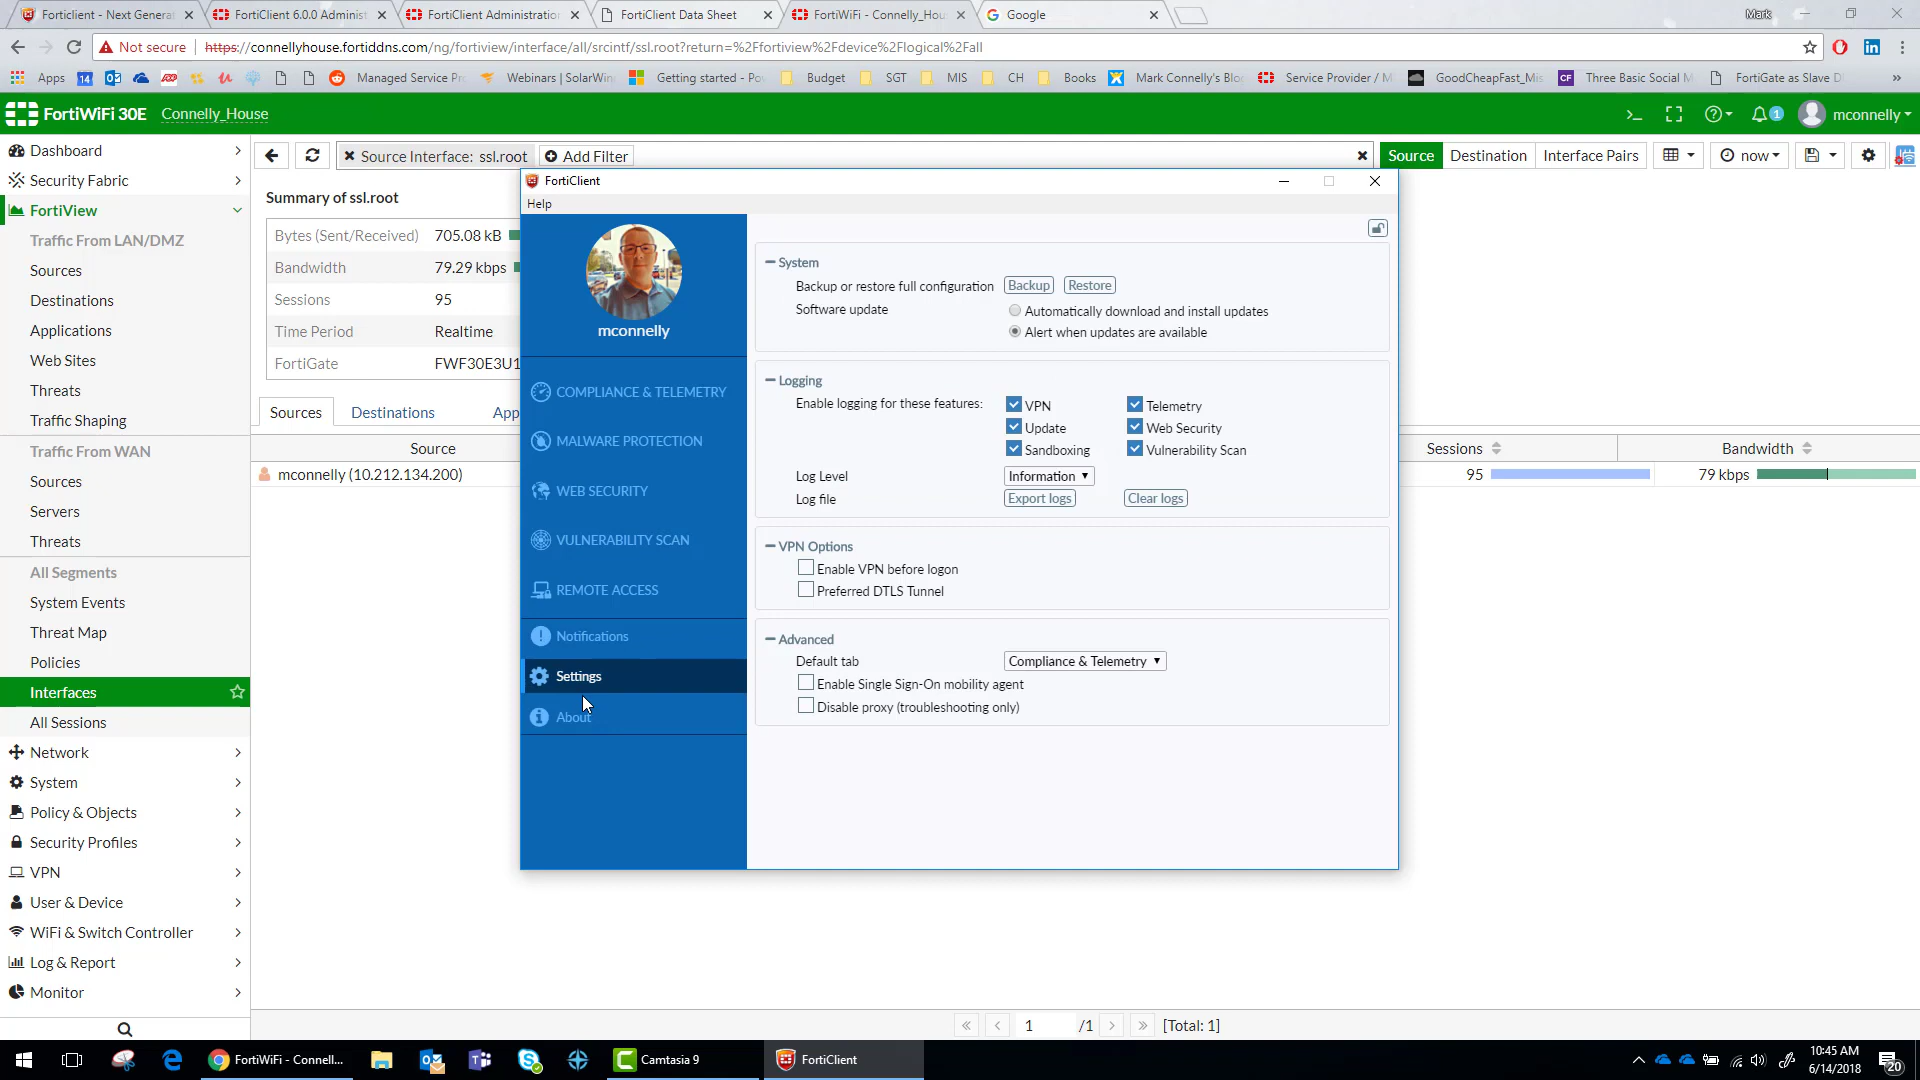 Forticlient - Next Genera
FortiClient 6.0.0 Administ
FortiClient Administratio
FortiClient Data Sheet
FortiWiFi - Connelly_Hou
Google
Mark
Not secure
https://connellyhouse.fortiddns.com/ng/fortiview/interface/all/srcintf/ssl.root?return=%2Ffortiview%2Fdevice%2Flogical%2Fall
Apps
14
Managed Service Pr
Webinars | SolarWin
Getting started - Po
Budget
SGT
MIS
CH
Books
Mark Connelly's Blo
Service Provider / M
GoodCheapFast_Mis
CF
Three Basic Social M
FortiGate as Slave D
»
FortiWiFi 30E
Connelly_House
1
mconnelly
Dashboard
Security Fabric
FortiView
Traffic From LAN/DMZ
Sources
Destinations
Applications
Web Sites
Threats
Traffic Shaping
Traffic From WAN
Sources
Servers
Threats
All Segments
System Events
Threat Map
Policies
Interfaces
All Sessions
Network
System
Policy & Objects
Security Profiles
VPN
User & Device
WiFi & Switch Controller
Log & Report
Monitor
Source Interface: ssl.root
Add Filter
Source
Destination
Interface Pairs
now
Summary of ssl.root
Bytes (Sent/Received) 705.08 kB
Bandwidth 79.29 kbps
Sessions 95
Time Period Realtime
FortiGate FWF30E3U1
Sources
Destinations
App
Source
Sessions
Bandwidth
mconnelly (10.212.134.200)
95
79 kbps
FortiClient
Help
mconnelly
COMPLIANCE & TELEMETRY
MALWARE PROTECTION
WEB SECURITY
VULNERABILITY SCAN
REMOTE ACCESS
Notifications
Settings
About
System
Backup or restore full configuration Backup Restore
Software update Automatically download and install updates
Alert when updates are available
Logging
Enable logging for these features: VPN Telemetry
Update Web Security
Sandboxing Vulnerability Scan
Log Level Information
Log file Export logs Clear logs
VPN Options
Enable VPN before logon
Preferred DTLS Tunnel
Advanced
Default tab Compliance & Telemetry
Enable Single Sign-On mobility agent
Disable proxy (troubleshooting only)
« < 1 /1 > » [Total: 1]
FortiWiFi - Connell...
Camtasia 9
FortiClient
10:45 AM
6/14/2018
20